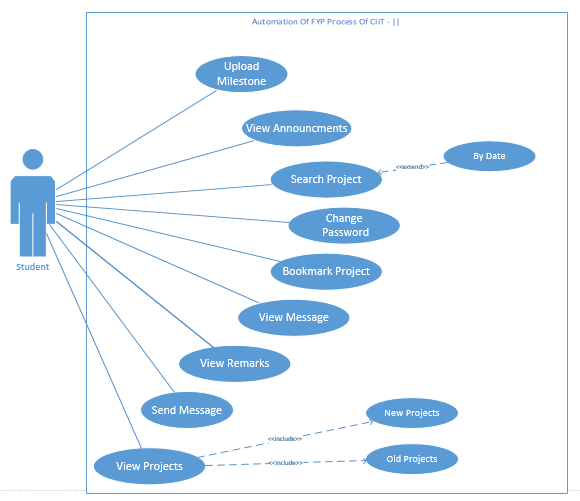 Automation Of FYP Process Of CIIT - ||
Upload
Milestone
View Announcments
By Date
<<extend>>
Search Project
Change
Password
Student
Bookmark Project
View Message
View Remarks
Send Message
New Projects
<<include>>
Old Projects
<<include>>
View Projects